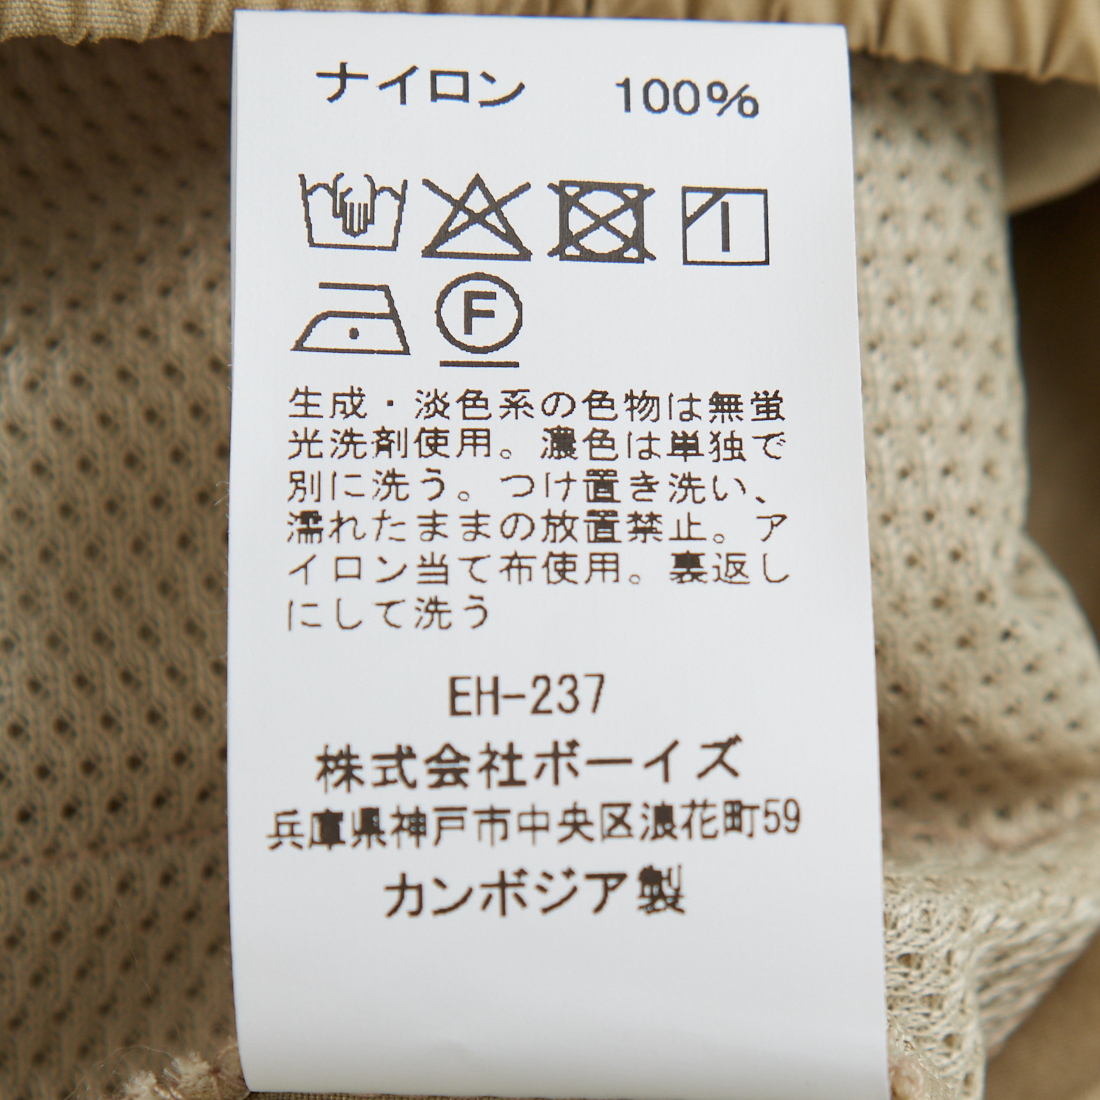 ナイロン 100%
F
生成・淡色系の色物は無蛍
光洗剤使用。濃色は単独で
別に洗う。つけ置き洗い、
濡れたままの放置禁止。ア
イロン当て布使用。裏返し
にして洗う
EH-237
株式会社ボーイズ
兵庫県神戸市中央区浪花町59
カンボジア製